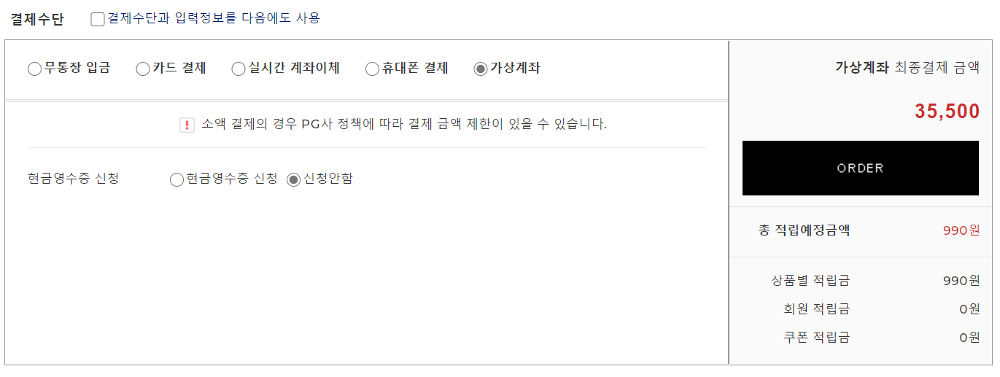 결제수단 결제수단과 입력정보를 다음에도 사용
무통장 입금 카드 결제 실시간 계좌이체 휴대폰 결제 가상계좌
소액 결제의 경우 PG사 정책에 따라 결제 금액 제한이 있을 수 있습니다.
현금영수증 신청 현금영수증 신청 신청안함
가상계좌 최종결제 금액
35,500
ORDER
총 적립예정금액 990원
상품별 적립금 990원
회원 적립금 0원
쿠폰 적립금 0원